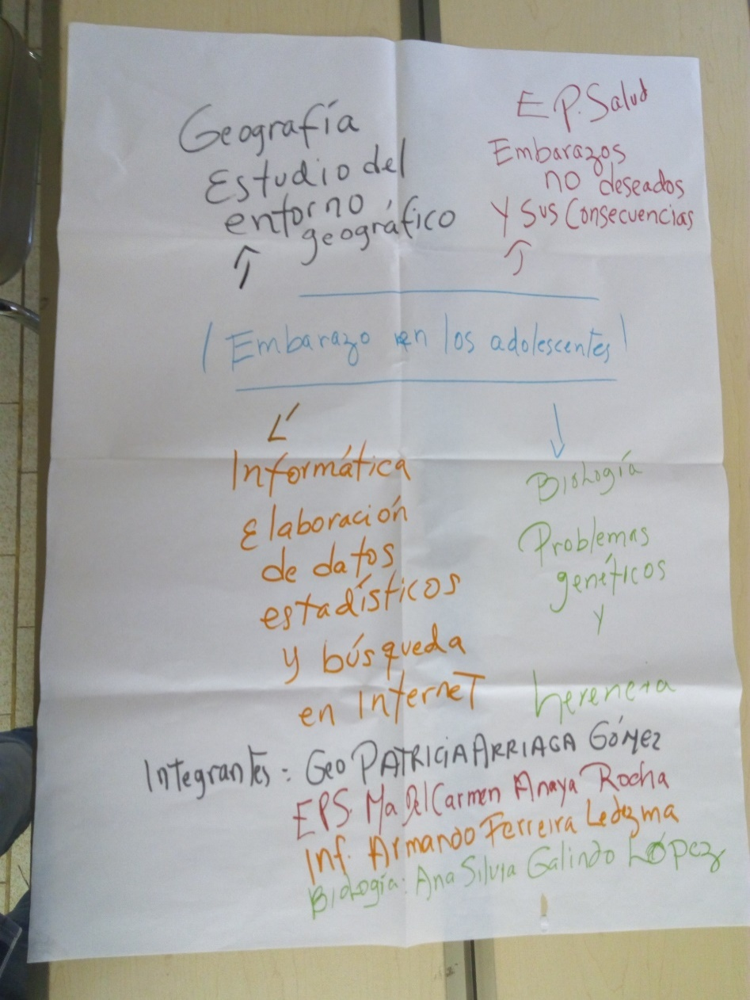 Geografía
Estudio del
entorno
geográfico
E P. Salud
Embarazos
no deseados
y sus Consecuencias
Embarazo en los adolescentes
Informática
Elaboración
de datos
estadísticos
y búsqueda
en Internet
Biología
Problemas
genéticos
y
herencia
Integrantes: Geo PATRICIA ARRIAGA GÓMEZ
EPS. Ma Del Carmen Anaya Rocha
Inf. Armando Ferreira Ledezma
Biología: Ana Silvia Galindo López